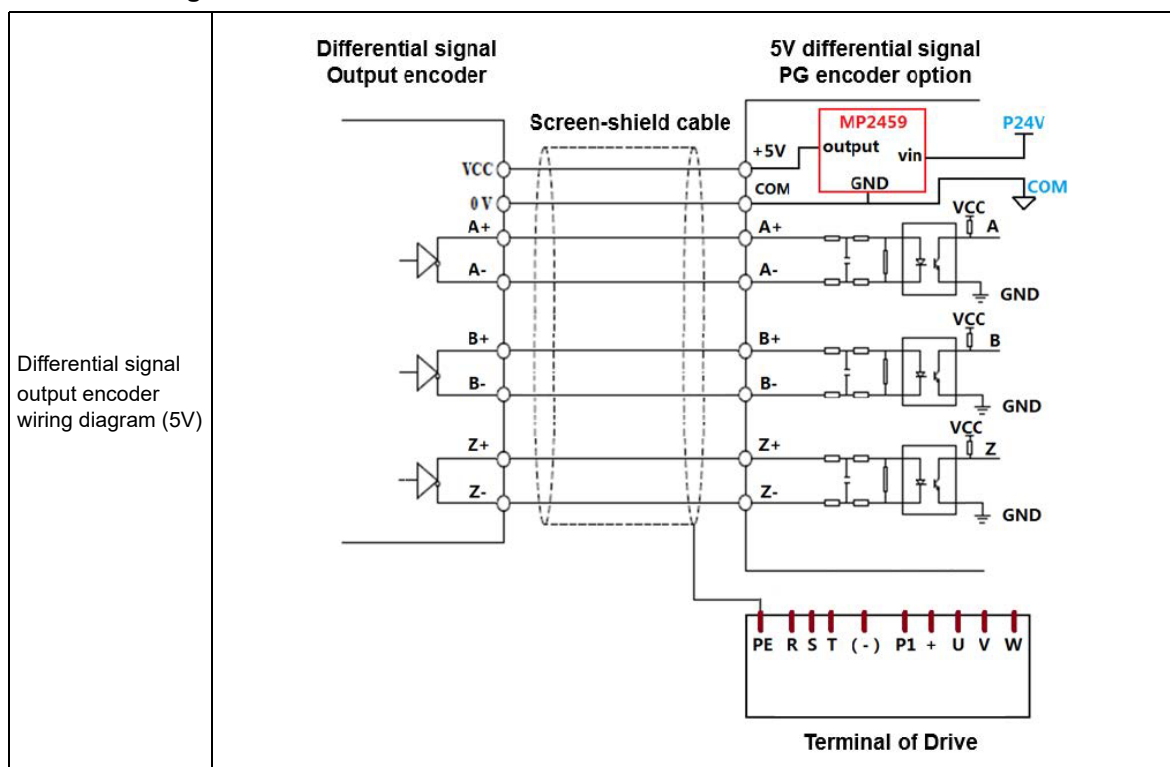 Differential signal
output encoder
wiring diagram (5V)
Differential signal
Output encoder
5V differential signal
PG encoder option
Screen-shield cable
MP2459
output
vin
GND
P24V
COM
VCC
0 V
A+
A-
B+
B-
Z+
Z-
+5V
COM
A+
A-
B+
B-
Z+
Z-
VCC
A
GND
VCC
B
GND
VCC
Z
GND
PE R S T (-) P1 + U V W
Terminal of Drive